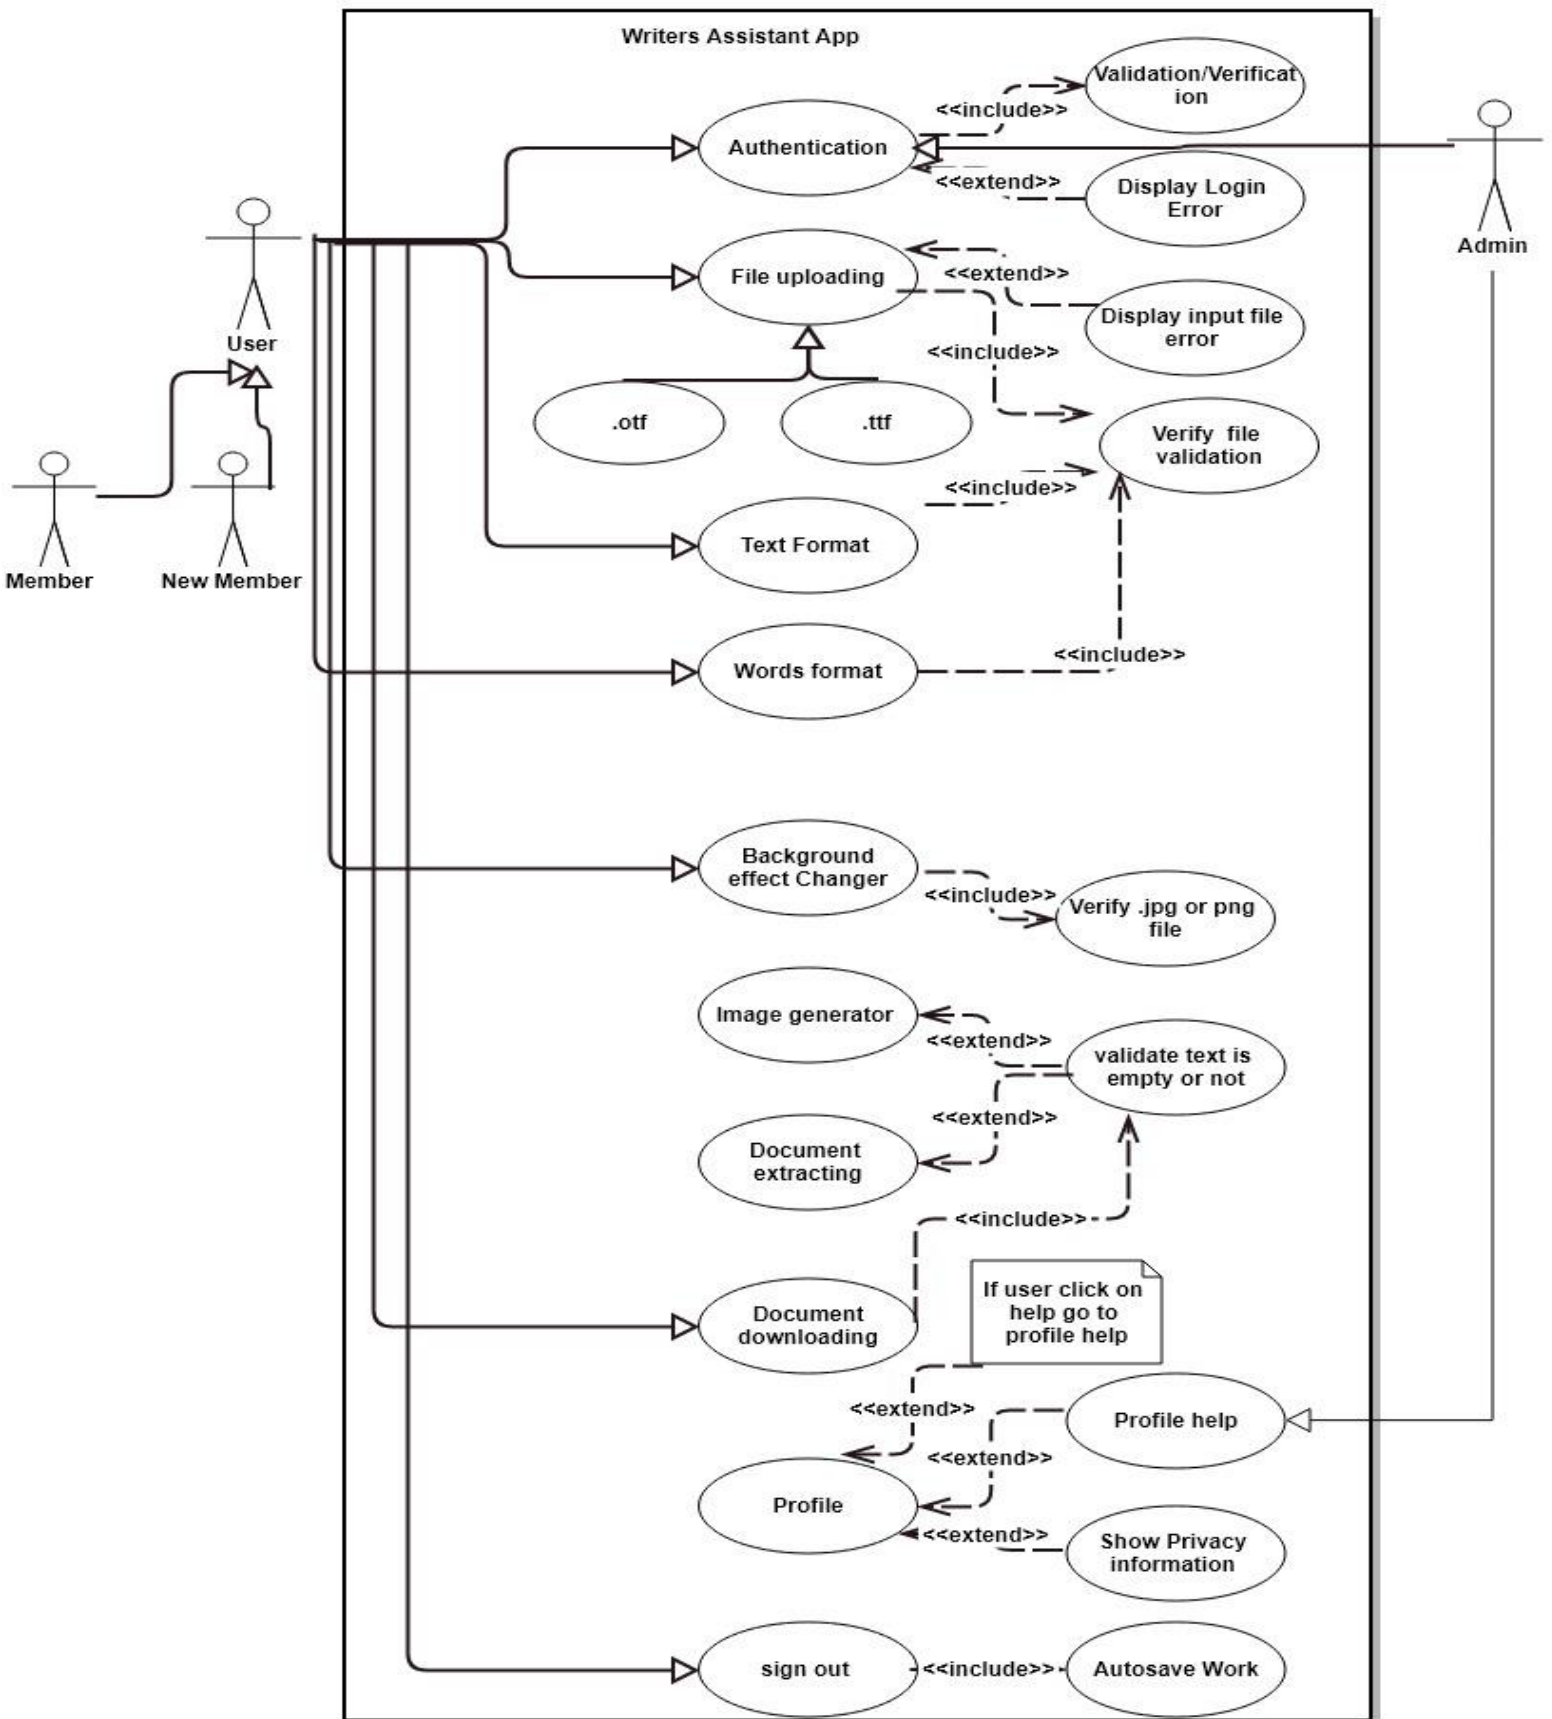 Writers Assistant App
Validation/Verificat
ion
<<include>>
Authentication
<<extend>>
Display Login
Error
Admin
User
File uploading
<<extend>>
Display input file
error
<<include>>
.otf
.ttf
Verify  file
validation
<<include>>
Text Format
Member
New Member
Words format
<<include>>
Background
effect Changer
<<include>>
Verify .jpg or png
file
Image generator
<<extend>>
validate text is
empty or not
<<extend>>
Document
extracting
<<include>>
If user click on
help go to
profile help
Document
downloading
<<extend>>
Profile help
<<extend>>
Profile
<<extend>>
Show Privacy
information
sign out
<<include>>
Autosave Work